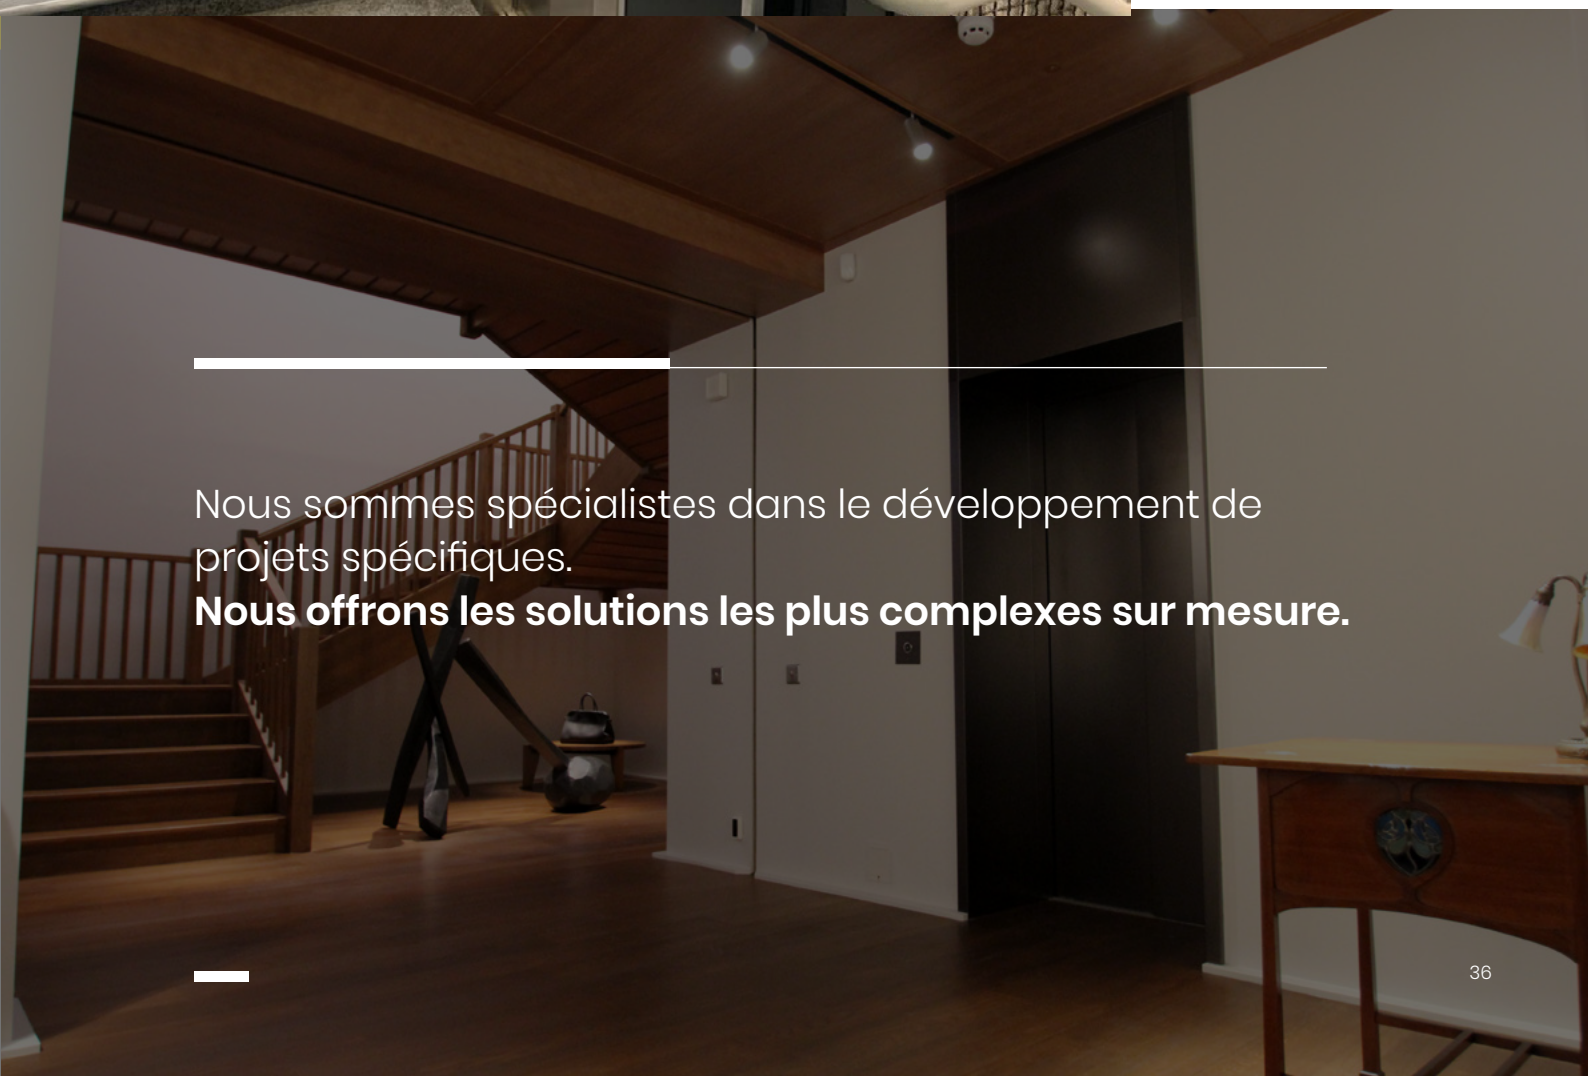 Nous sommes spécialistes dans le développement de
projets spécifiques.
Nous offrons les solutions les plus complexes sur mesure.
36